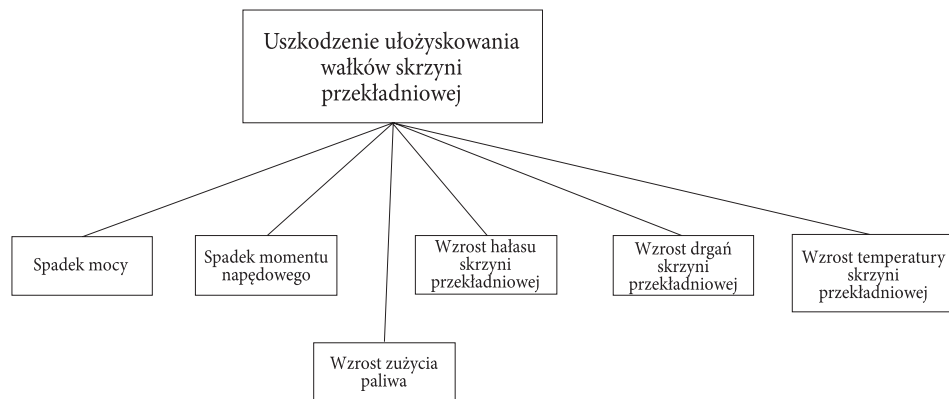 Uszkodzenie ułożyskowania
wałków skrzyni
przekładniowej
Spadek mocy
Spadek momentu
napędowego
Wzrost hałasu
skrzyni
przekładniowej
Wzrost drgań
skrzyni
przekładniowej
Wzrost temperatury
skrzyni
przekładniowej
Wzrost zużycia
paliwa